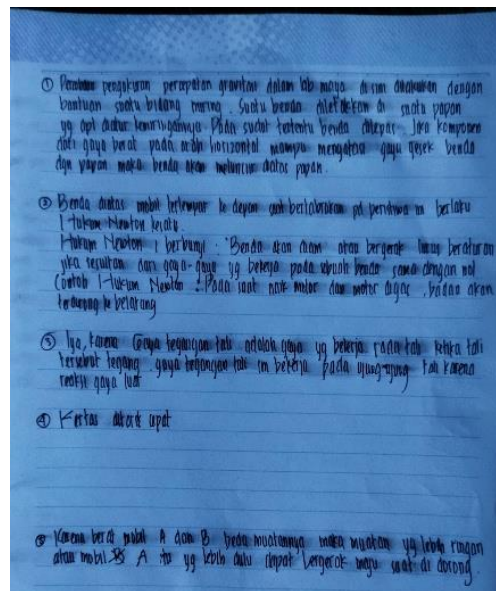 ① pengukuran percepatan gravitasi dalam lab maya disini dilakukan dengan
bantuan suatu bidang miring. Suatu benda diletakkan di suatu papan
yg dpt diatur kemiringannya. Pada sudut tertentu benda dilepas. Jika komponen
dari gaya berat pada arah horizontal mampu mengatasi gaya gesek benda
dgn papan maka benda akan meluncur diatas papan.
② Benda diatas mobil terlempar ke depan saat bertabrakan pd peristiwa ini berlaku
1 Hukum Newton
Hukum Newton 1 berbunyi : "Benda akan diam atau bergerak lurus beraturan
jika resultan dari gaya-gaya yg bekerja pada sebuah benda sama dengan nol
Contoh 1 Hukum Newton : Pada saat naik motor dan motor digas, badan akan
terdorong ke belakang
③ Iya, karena Gaya tegangan tali adalah gaya yg bekerja pada tali ketika tali
tersebut tegang. gaya tegangan tali ini bekerja pada ujung-ujung tali karena
reaksi gaya luar
④ Kertas ditarik cepat
⑤ Karena berat mobil A dan B beda muatannya maka muatan yg lebih ringan
atau mobil A itu yg lebih dulu dapat bergerak maju saat di dorong.